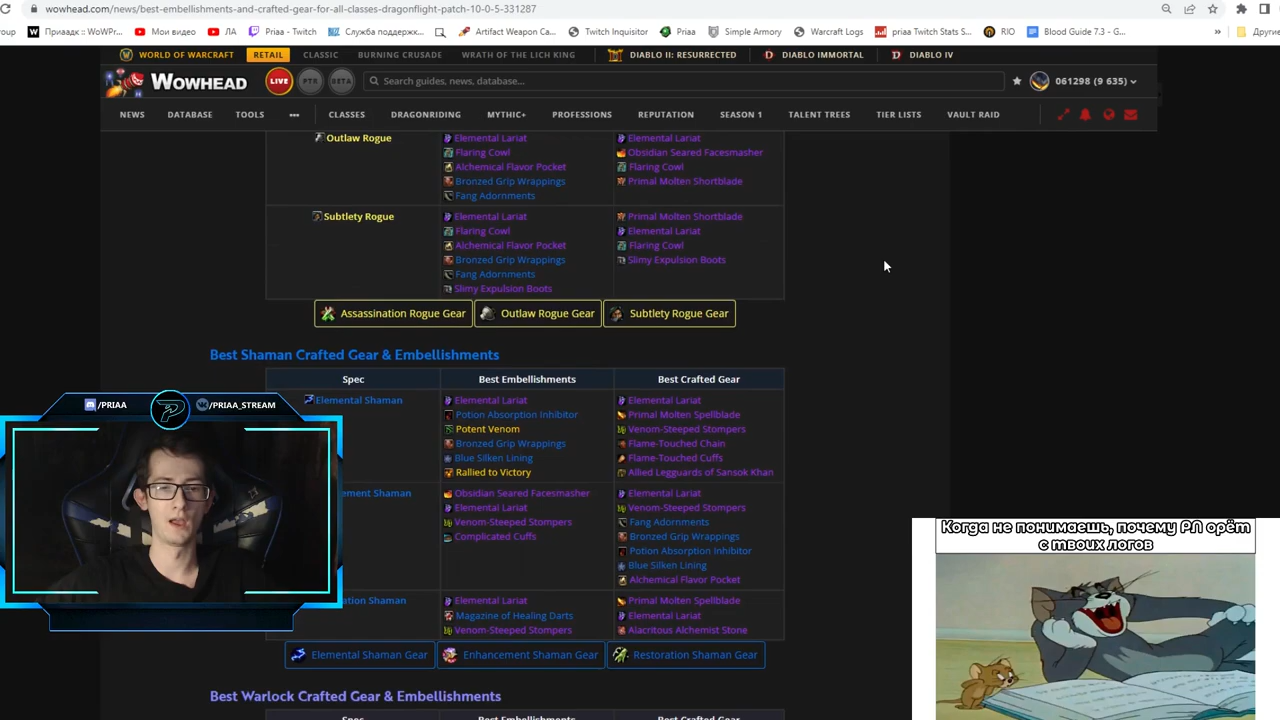 wowhead.com/news/best-embellishments-and-crafted-gear-for-all-classes-dragonflight-patch-10-0-5-331287
Приаадк :: WoWPr...
Мои видео
ЛА
Priaa - Twitch
Служба поддержк...
Artifact Weapon Ca...
Twitch Inquisitor
Priaa
Simple Armory
Warcraft Logs
priaa Twitch Stats S...
RIO
Blood Guide 7.3 - G...
»
WORLD OF WARCRAFT RETAIL CLASSIC BURNING CRUSADE WRATH OF THE LICH KING DIABLO II: RESURRECTED DIABLO IMMORTAL DIABLO IV
WOWHEAD LIVE PTR BETA Search guides, news, database... 061298 (9 635)
NEWS DATABASE TOOLS ••• CLASSES DRAGONRIDING MYTHIC+ PROFESSIONS REPUTATION SEASON 1 TALENT TREES TIER LISTS VAULT RAID
Outlaw Rogue
Elemental Lariat
Flaring Cowl
Alchemical Flavor Pocket
Bronzed Grip Wrappings
Fang Adornments
Elemental Lariat
Obsidian Seared Facesmasher
Flaring Cowl
Primal Molten Shortblade
Subtlety Rogue
Elemental Lariat
Flaring Cowl
Alchemical Flavor Pocket
Bronzed Grip Wrappings
Fang Adornments
Slimy Expulsion Boots
Primal Molten Shortblade
Elemental Lariat
Flaring Cowl
Slimy Expulsion Boots
Assassination Rogue Gear
Outlaw Rogue Gear
Subtlety Rogue Gear
Best Shaman Crafted Gear & Embellishments
Spec
Best Embellishments
Best Crafted Gear
Elemental Shaman
Elemental Lariat
Potion Absorption Inhibitor
Potent Venom
Bronzed Grip Wrappings
Blue Silken Lining
Rallied to Victory
Elemental Lariat
Primal Molten Spellblade
Venom-Steeped Stompers
Flame-Touched Chain
Flame-Touched Cuffs
Allied Legguards of Sansok Khan
ement Shaman
Obsidian Seared Facesmasher
Elemental Lariat
Venom-Steeped Stompers
Complicated Cuffs
Elemental Lariat
Venom-Steeped Stompers
Fang Adornments
Bronzed Grip Wrappings
Potion Absorption Inhibitor
Blue Silken Lining
Alchemical Flavor Pocket
ation Shaman
Elemental Lariat
Magazine of Healing Darts
Venom-Steeped Stompers
Primal Molten Spellblade
Elemental Lariat
Alacritous Alchemist Stone
Elemental Shaman Gear
Enhancement Shaman Gear
Restoration Shaman Gear
Best Warlock Crafted Gear & Embellishments
/PRIAA
/PRIAA_STREAM
Когда не понимаешь, почему РЛ орёт
с твоих логов